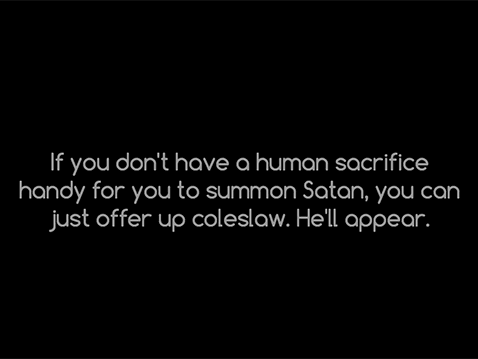 If you don't have a human sacrifice
handy for you to summon Satan, you can
just offer up coleslaw. He'll appear.